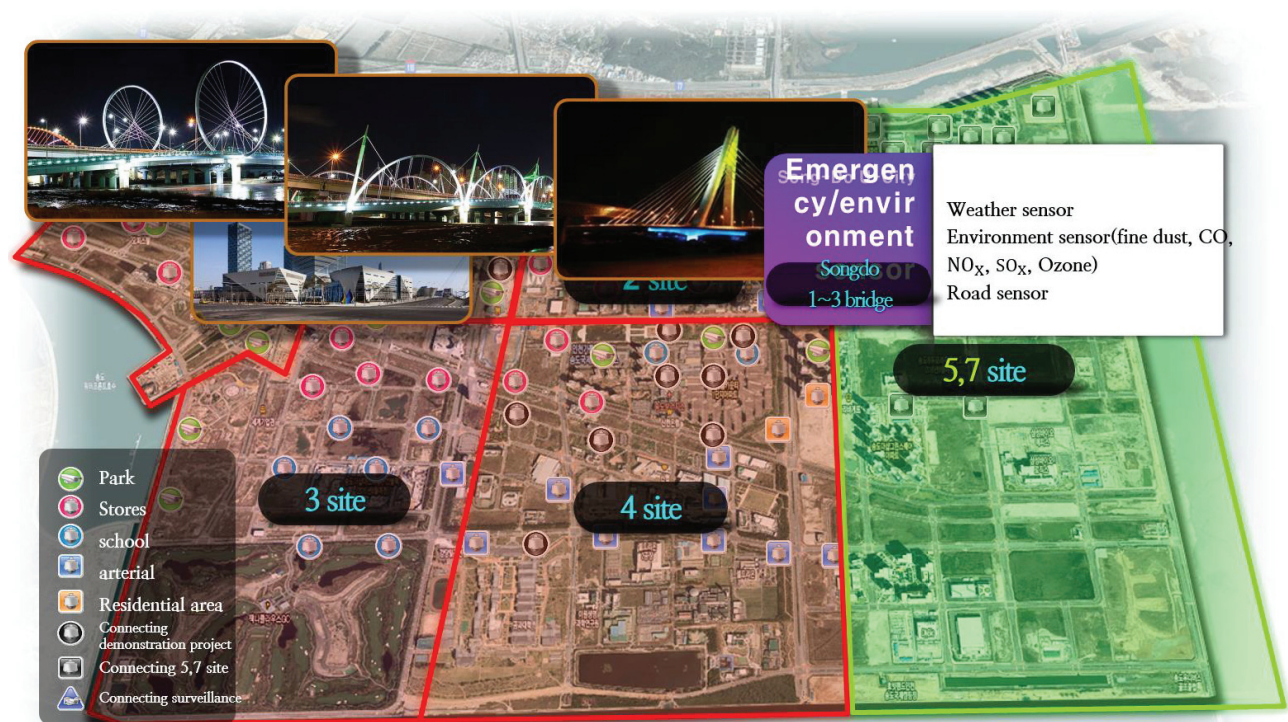 Emergen
cy/envir
onment
sensor
Songdo
1~3 bridge
Weather sensor
Environment sensor(fine dust, CO,
NOX, SOX, Ozone)
Road sensor
2 site
5,7 site
3 site
4 site
Park
Stores
school
arterial
Residential area
Connecting
demonstration project
Connecting 5,7 site
Connecting surveillance